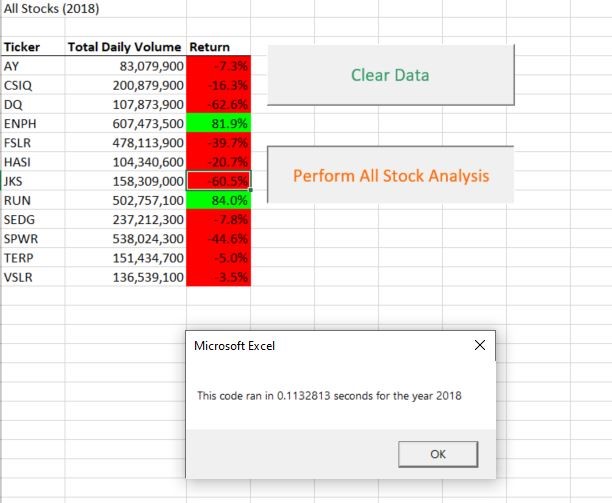 All Stocks (2018)
Ticker Total Daily Volume Return
AY 83,079,900 -7.3%
CSIQ 200,879,900 -16.3%
DQ 107,873,900 -62.6%
ENPH 607,473,500 81.9%
FSLR 478,113,900 -39.7%
HASI 104,340,600 -20.7%
JKS 158,309,000 -60.5%
RUN 502,757,100 84.0%
SEDG 237,212,300 -7.8%
SPWR 538,024,300 -44.6%
TERP 151,434,700 -5.0%
VSLR 136,539,100 -3.5%
Clear Data
Perform All Stock Analysis
Microsoft Excel
This code ran in 0.1132813 seconds for the year 2018
OK